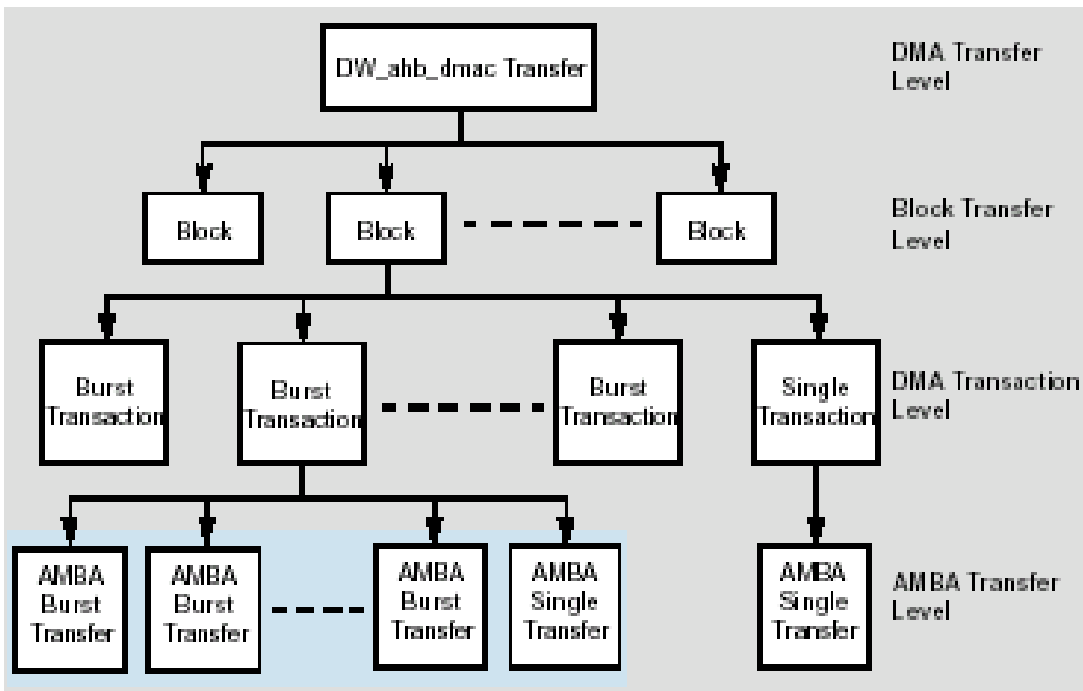 DW_ahb_dmac Transfer
DMA Transfer
Level
Block
Block
Block
Block Transfer
Level
Burst
Transaction
Burst
Transaction
Burst
Transaction
Single
Transaction
DMA Transaction
Level
AMBA
Burst
Transfer
AMBA
Burst
Transfer
AMBA
Burst
Transfer
AMBA
Single
Transfer
AMBA
Single
Transfer
AMBA Transfer
Level